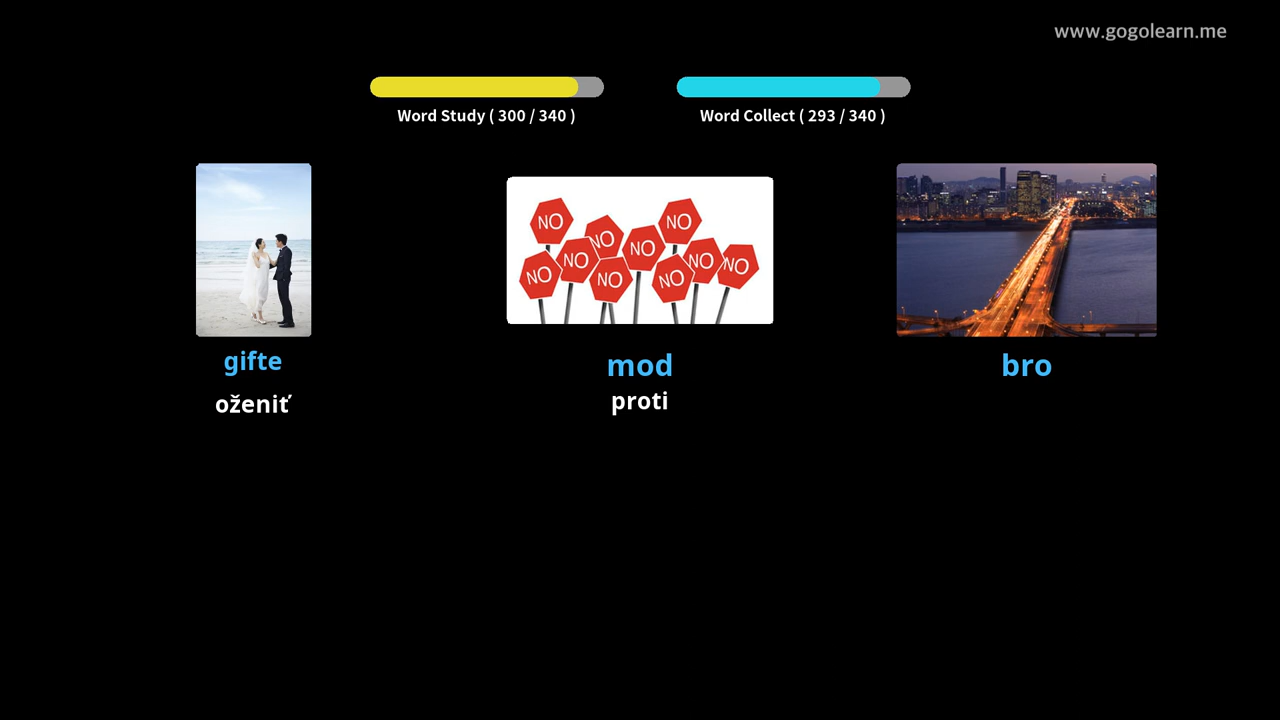 www.gogolearn.me
Word Study ( 300 / 340 )
Word Collect ( 293 / 340 )
NO
NO
NO
NO
NO
NO
NO
NO
NO
NO
gifte
oženiť
mod
proti
bro